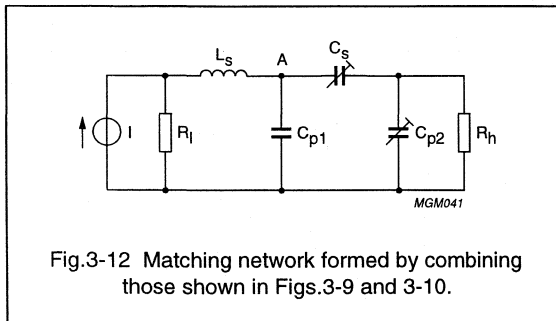 L_s
A
C_s
I
R_l
C_p1
C_p2
R_h
MGM041
Fig.3-12 Matching network formed by combining
those shown in Figs.3-9 and 3-10.